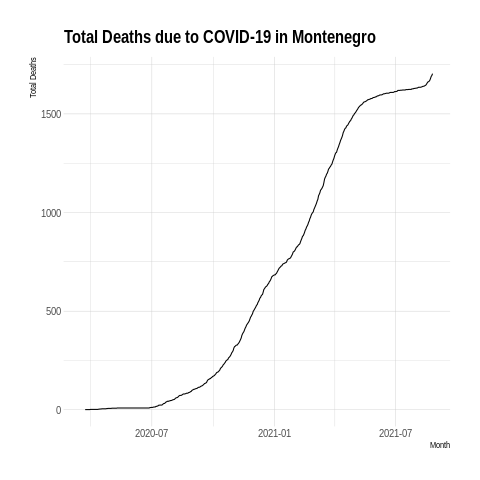 Total Deaths due to COVID-19 in Montenegro
Total Deaths
1500
1000
500
0
2020-07
2021-01
2021-07
Month